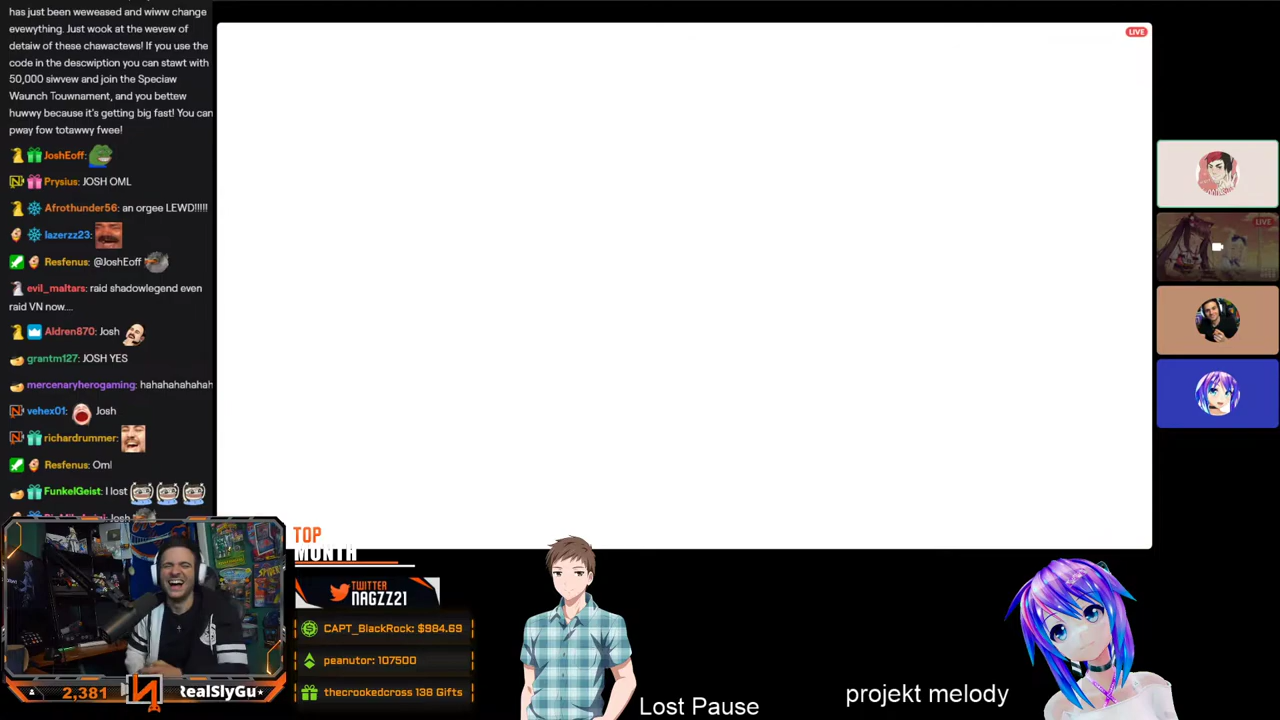 has just been weweased and wiww change
evewything. Just wook at the wevew of
detaiw of these chawactews! If you use the
code in the descwiption you can stawt with
50,000 siwvew and join the Speciaw
Waunch Touwnament, and you bettew
huwwy because it's getting big fast! You can
pway fow totawwy fwee!
JoshEoff:
Prysius: JOSH OML
Afrothunder56: an orgee LEWD!!!!!
lazerzz23:
Resfenus: @JoshEoff
evil_maltars: raid shadowlegend even
raid VN now....
Aldren870: Josh
grantm127: JOSH YES
mercenaryherogaming: hahahahahahah
vehex01: Josh
richardrummer:
Resfenus: Oml
FunkelGeist: I lost
Josh
LIVE
LIVE
TOP
MONTH
TWITTER
NAGZZ21
CAPT_BlackRock: $984.69
peanutor: 107500
thecrookedcross 138 Gifts
2,381
RealSlyGu
Lost Pause
projekt melody